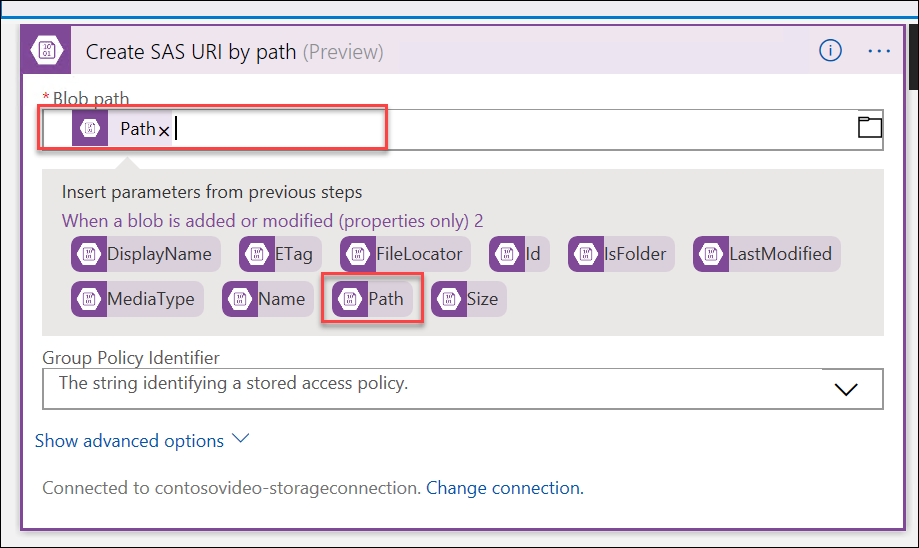 Create SAS URI by path (Preview)
* Blob path
Path ×
Insert parameters from previous steps
When a blob is added or modified (properties only) 2
DisplayName ETag FileLocator Id IsFolder LastModified
MediaType Name Path Size
Group Policy Identifier
The string identifying a stored access policy.
Show advanced options
Connected to contosovideo-storageconnection. Change connection.